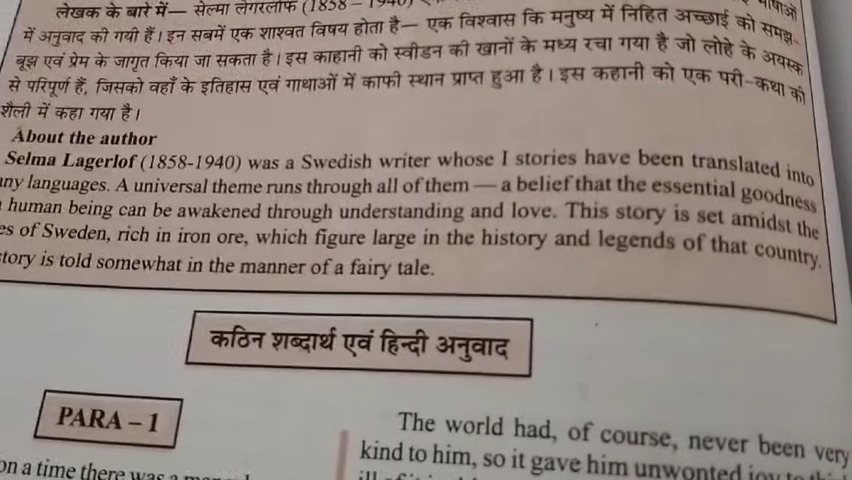 लेखक के बारे में— सेल्मा लेगरलॉफ (1858 – 1940)
में अनुवाद की गयी हैं। इन सबमें एक शाश्वत विषय होता है— एक विश्वास कि मनुष्य में निहित अच्छाई को समझ-
बूझ एवं प्रेम के जागृत किया जा सकता है। इस काहानी को स्वीडन की खानों के मध्य रचा गया है जो लोहे के अयस्क
से परिपूर्ण हैं, जिसको वहाँ के इतिहास एवं गाथाओं में काफी स्थान प्राप्त हुआ है। इस कहानी को एक परी-कथा की
शैली में कहा गया है।
About the author
Selma Lagerlof (1858-1940) was a Swedish writer whose I stories have been translated into
any languages. A universal theme runs through all of them — a belief that the essential goodness
human being can be awakened through understanding and love. This story is set amidst the
es of Sweden, rich in iron ore, which figure large in the history and legends of that country.
tory is told somewhat in the manner of a fairy tale.
कठिन शब्दार्थ एवं हिन्दी अनुवाद
PARA – 1
on a time there was a
The world had, of course, never been very
kind to him, so it gave him unwonted joy to